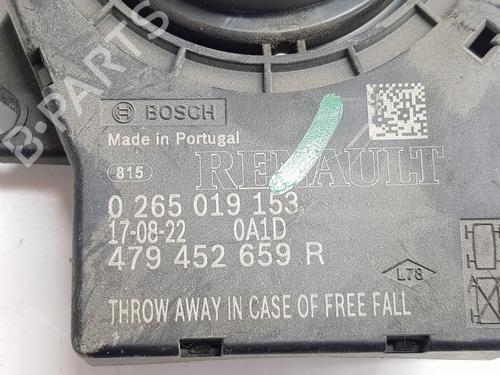 BOSCH
Made in Portugal
815
RENAULT
0 265 019 153
17-08-22 0A1D
479 452 659 R
L78
THROW AWAY IN CASE OF FREE FALL
B-PARTS